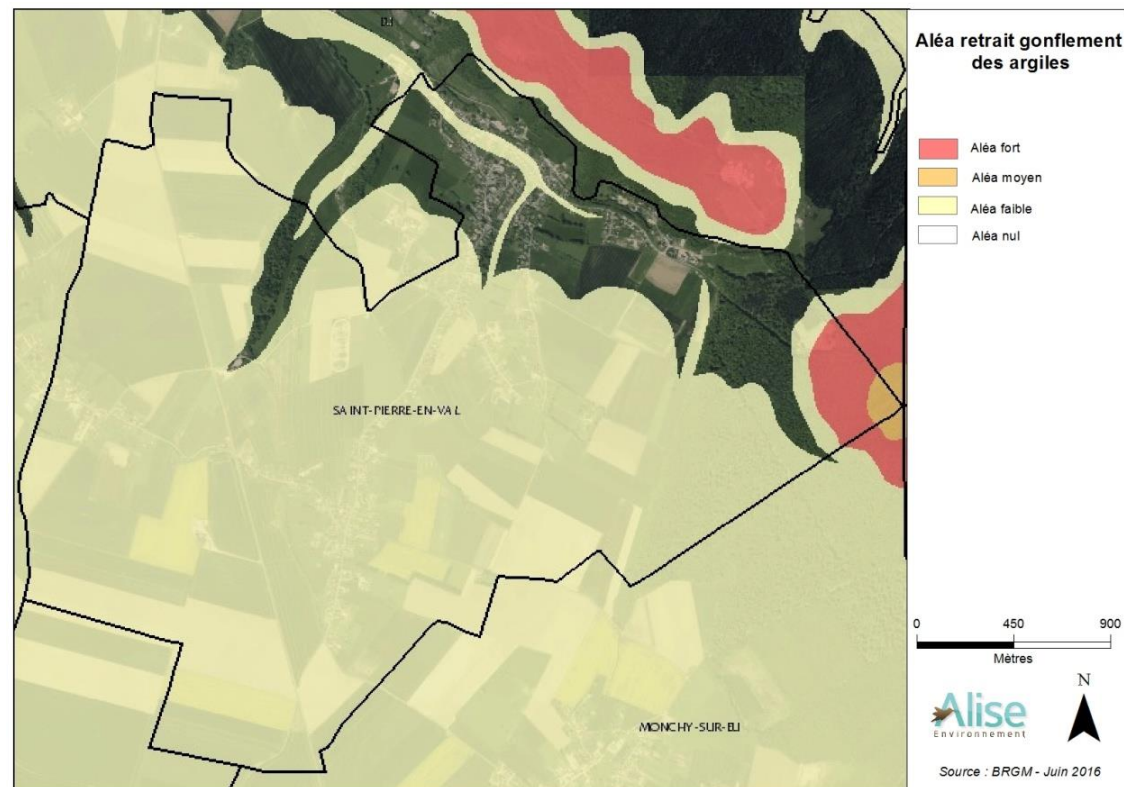 Aléa retrait gonflement
des argiles
Aléa fort
Aléa moyen
Aléa faible
Aléa nul
SAINT-PIERRE-EN-VAL
MONCHY-SUR-EU
0 450 900
Mètres
N
Alise
Environnement
Source : BRGM - Juin 2016